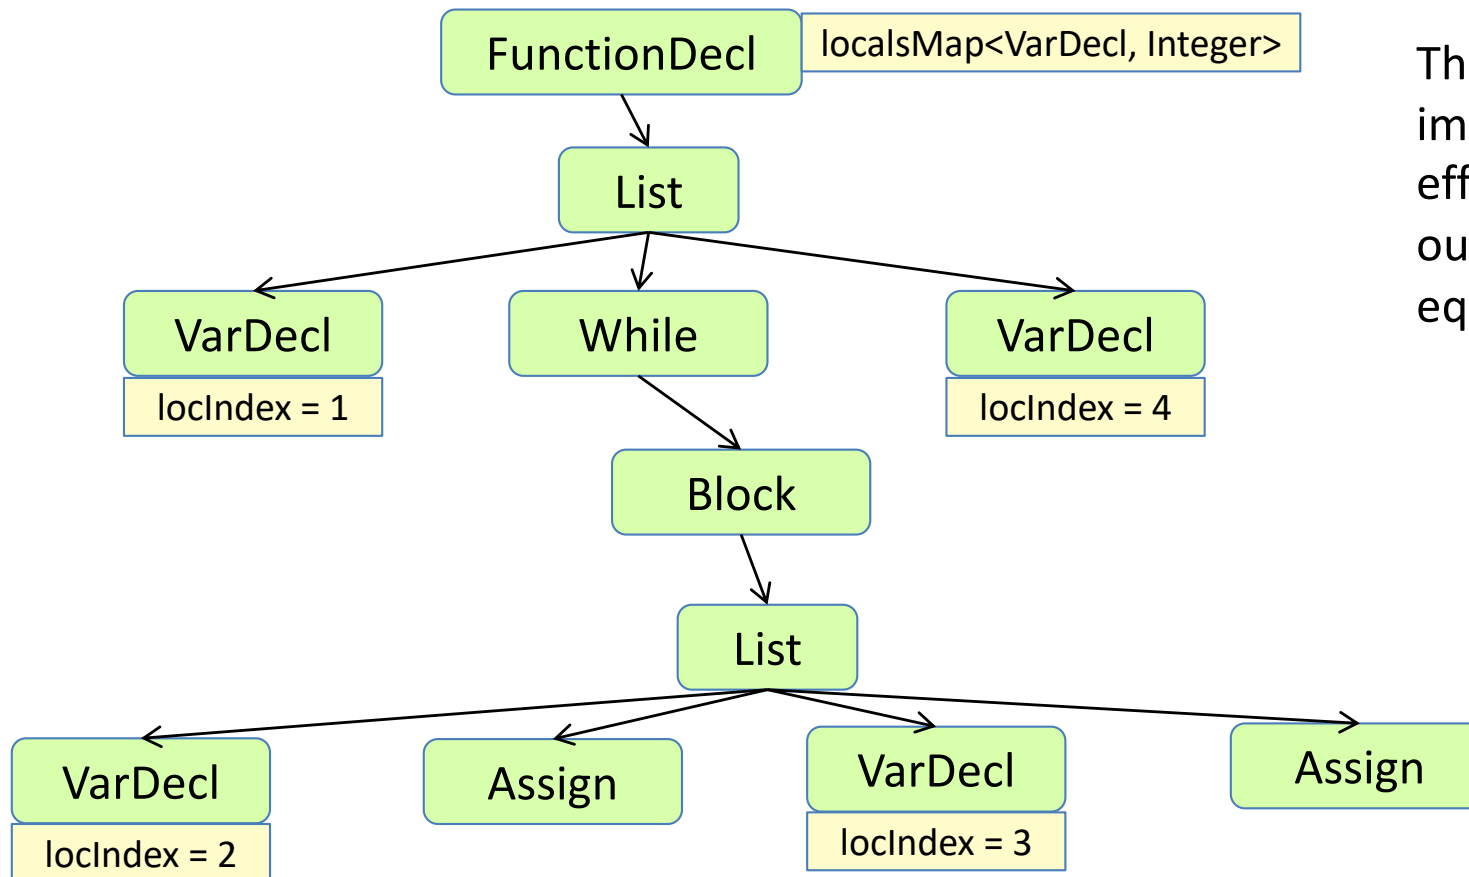 FunctionDecl
localsMap<VarDecl, Integer>
List
VarDecl
While
VarDecl
locIndex = 1
locIndex = 4
Block
List
VarDecl
Assign
VarDecl
Assign
locIndex = 2
locIndex = 3